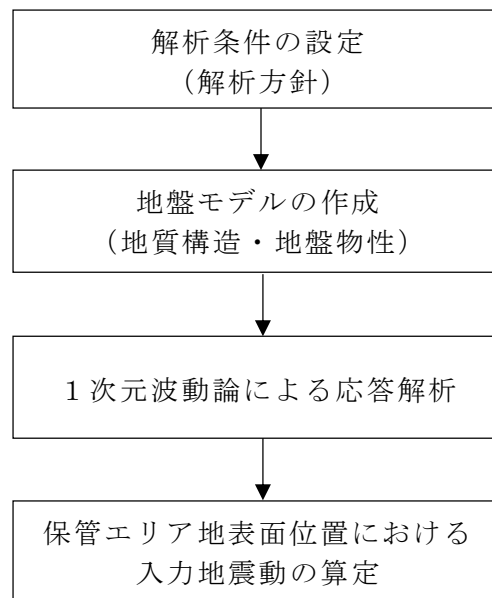 解析条件の設定
（解析方針）
地盤モデルの作成
（地質構造・地盤物性）
１次元波動論による応答解析
保管エリア地表面位置における
入力地震動の算定